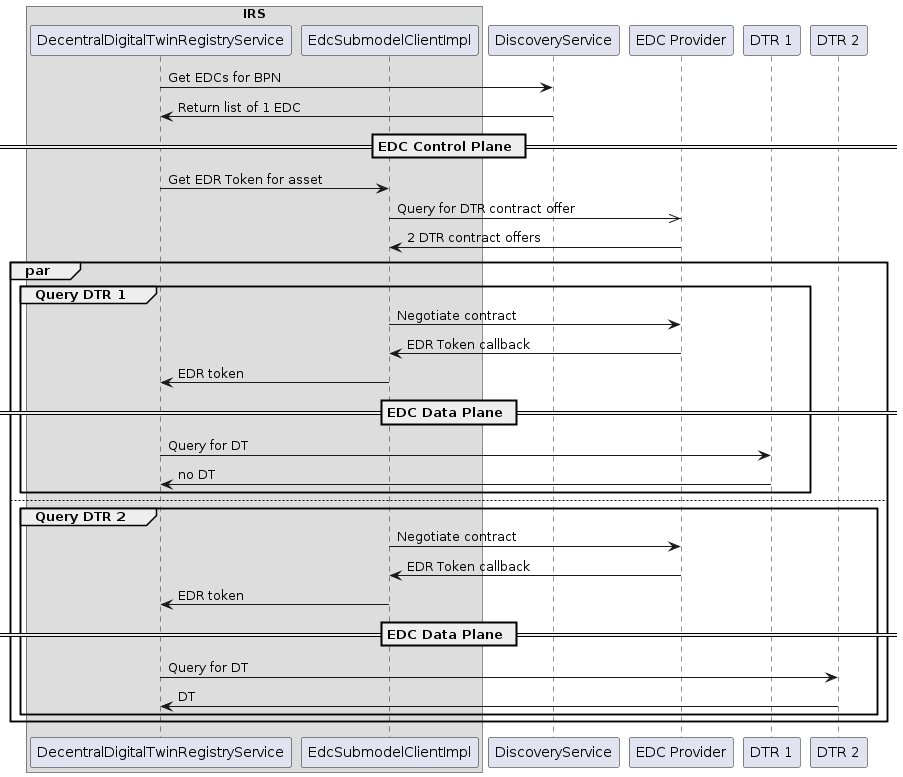 IRS
DecentralDigitalTwinRegistryService
EdcSubmodelClientImpl
DiscoveryService
EDC Provider
DTR 1
DTR 2
Get EDCs for BPN
Return list of 1 EDC
EDC Control Plane
Get EDR Token for asset
Query for DTR contract offer
2 DTR contract offers
par
Query DTR 1
Negotiate contract
EDR Token callback
EDR token
EDC Data Plane
Query for DT
no DT
Query DTR 2
Negotiate contract
EDR Token callback
EDR token
EDC Data Plane
Query for DT
DT
DecentralDigitalTwinRegistryService
EdcSubmodelClientImpl
DiscoveryService
EDC Provider
DTR 1
DTR 2